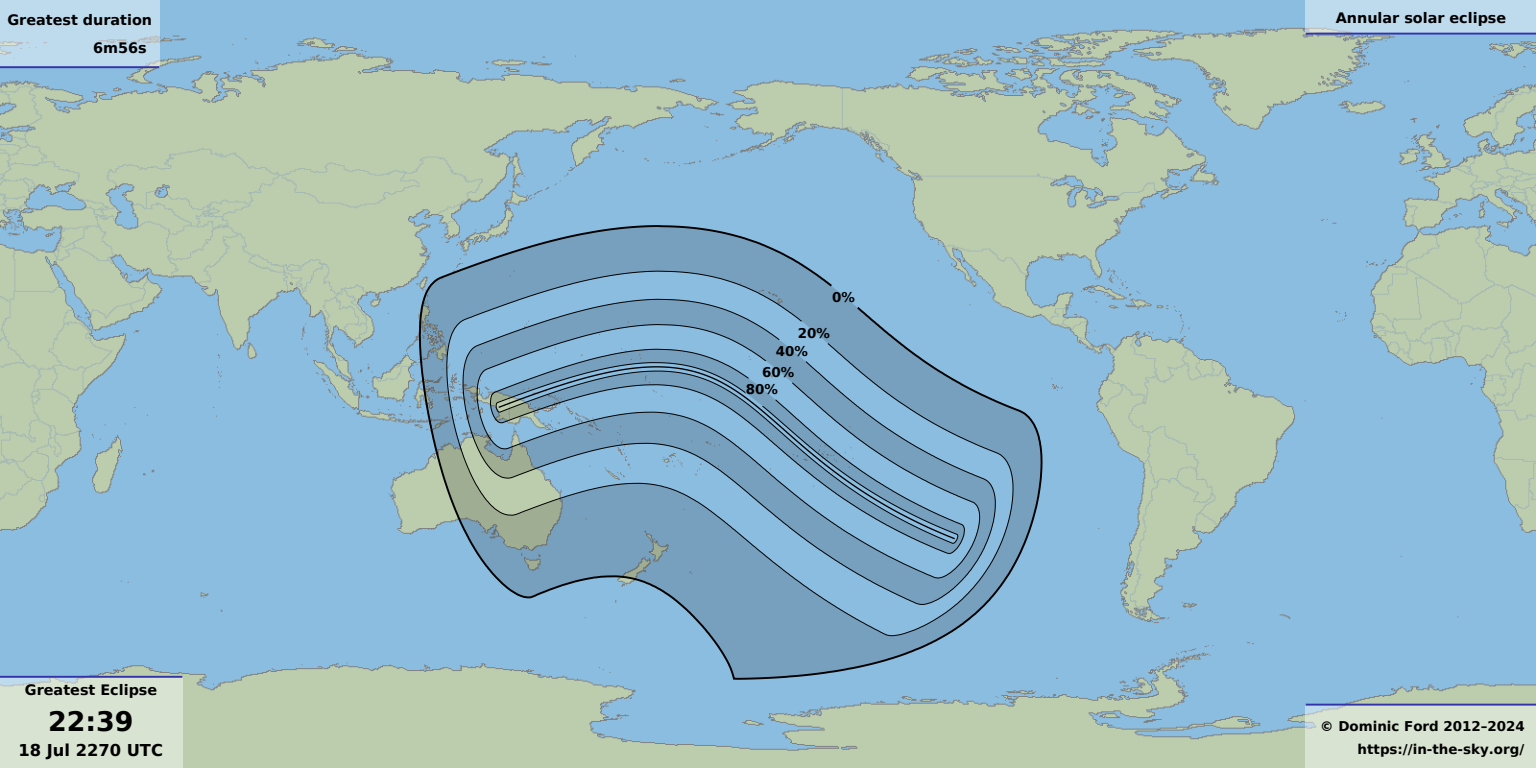 Greatest duration
6m56s
Annular solar eclipse
0%
20%
40%
60%
80%
Greatest Eclipse
22:39
18 Jul 2270 UTC
© Dominic Ford 2012–2024
https://in-the-sky.org/